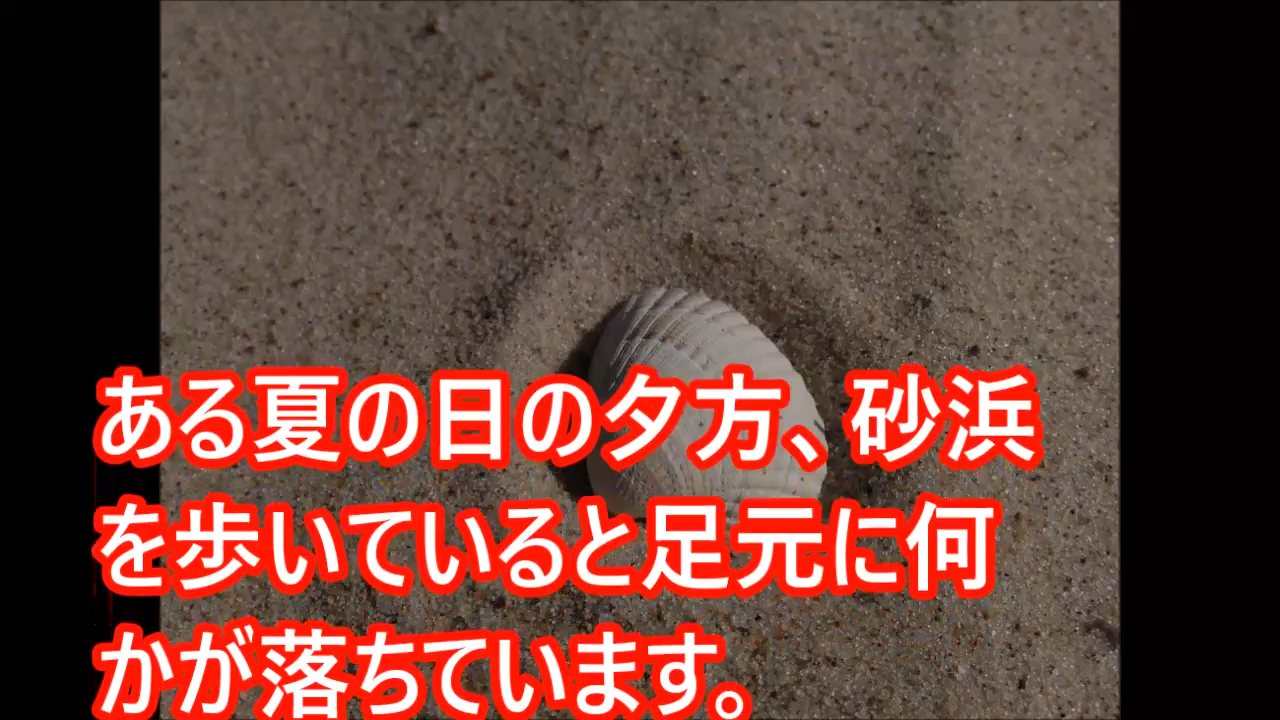 ある夏の日の夕方、砂浜
を歩いていると足元に何
かが落ちています。